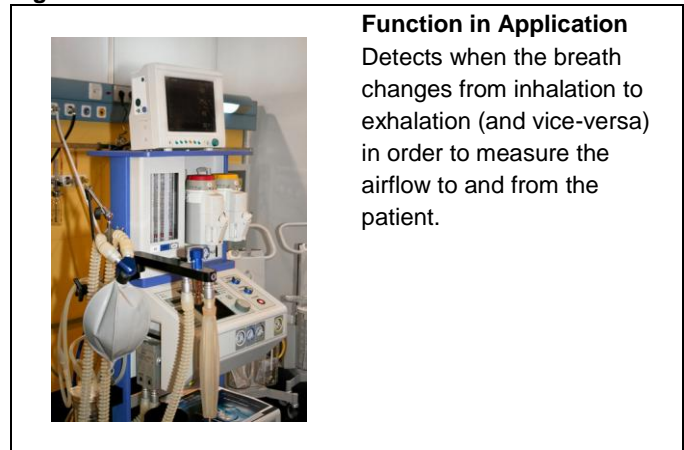 Function in Application
Detects when the breath
changes from inhalation to
exhalation (and vice-versa)
in order to measure the
airflow to and from the
patient.